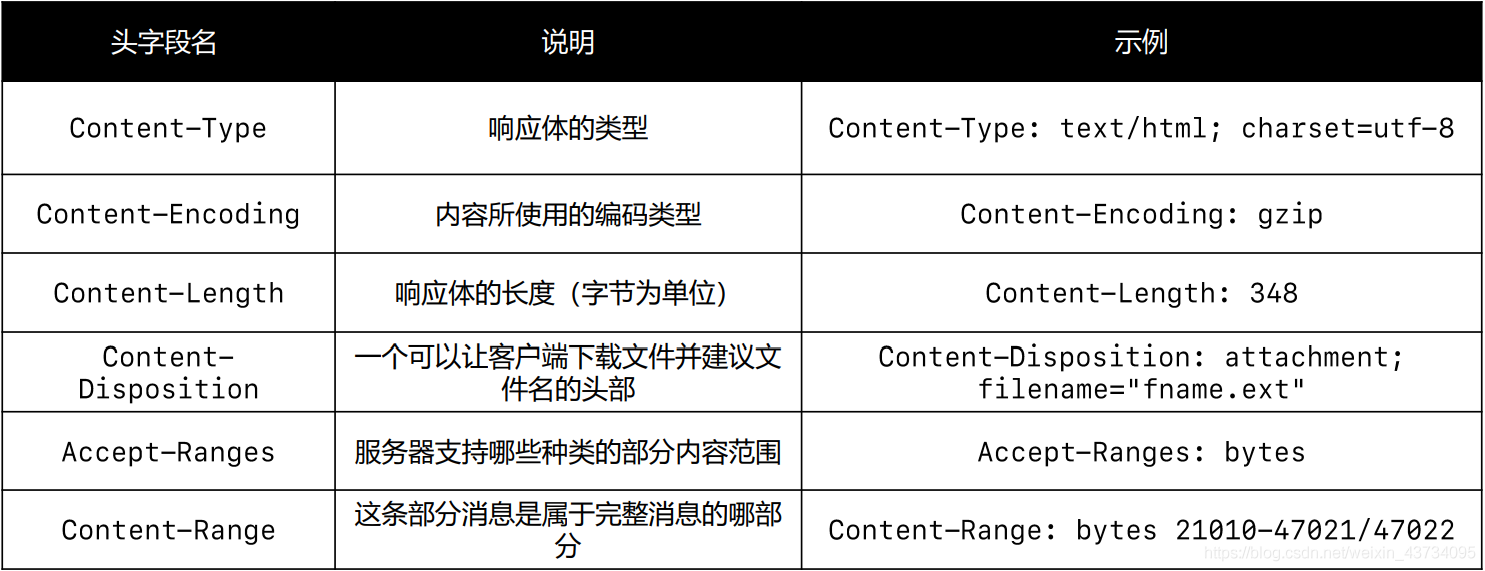 头字段名 说明 示例
Content-Type 响应体的类型 Content-Type: text/html; charset=utf-8
Content-Encoding 内容所使用的编码类型 Content-Encoding: gzip
Content-Length 响应体的长度（字节为单位） Content-Length: 348
Content-
Disposition
一个可以让客户端下载文件并建议文
件名的头部
Content-Disposition: attachment;
filename="fname.ext"
Accept-Ranges 服务器支持哪些种类的部分内容范围 Accept-Ranges: bytes
Content-Range
这条部分消息是属于完整消息的哪部
分
Content-Range: bytes 21010-47021/47022
https://blog.csdn.net/weixin_43734095